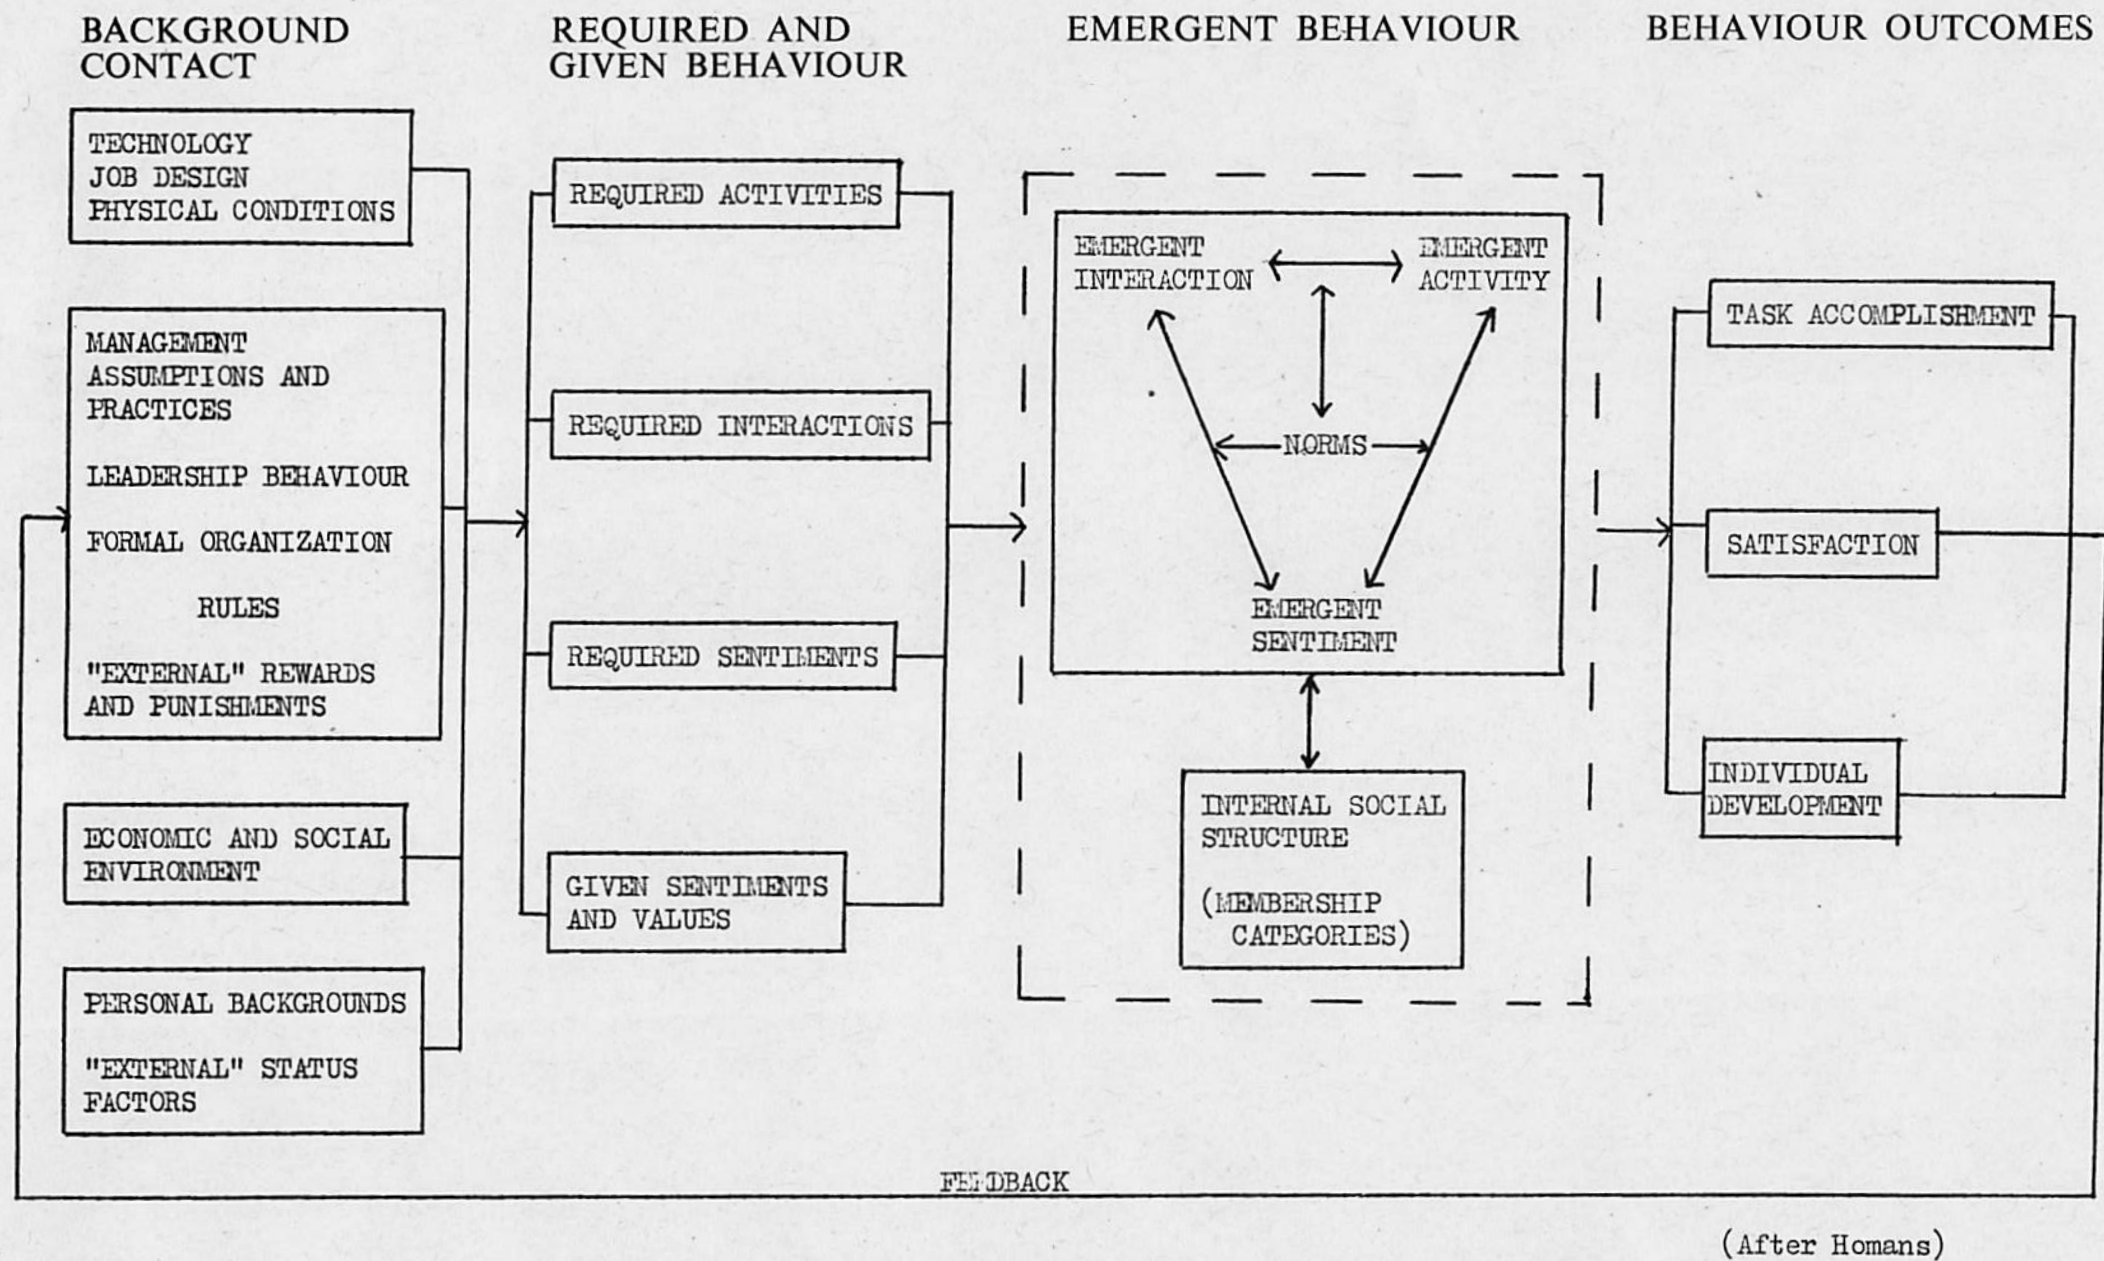 BACKGROUND
CONTACT
REQUIRED AND
GIVEN BEHAVIOUR
EMERGENT BEHAVIOUR
BEHAVIOUR OUTCOMES
TECHNOLOGY
JOB DESIGN
PHYSICAL CONDITIONS
MANAGEMENT
ASSUMPTIONS AND
PRACTICES
LEADERSHIP BEHAVIOUR
FORMAL ORGANIZATION
RULES
"EXTERNAL" REWARDS
AND PUNISHMENTS
ECONOMIC AND SOCIAL
ENVIRONMENT
PERSONAL BACKGROUNDS
"EXTERNAL" STATUS
FACTORS
REQUIRED ACTIVITIES
REQUIRED INTERACTIONS
REQUIRED SENTIMENTS
GIVEN SENTIMENTS
AND VALUES
EMERGENT
INTERACTION
EMERGENT
ACTIVITY
NORMS
EMERGENT
SENTIMENT
INTERNAL SOCIAL
STRUCTURE
(MEMBERSHIP
CATEGORIES)
TASK ACCOMPLISHMENT
SATISFACTION
INDIVIDUAL
DEVELOPMENT
FEEDBACK
(After Homans)